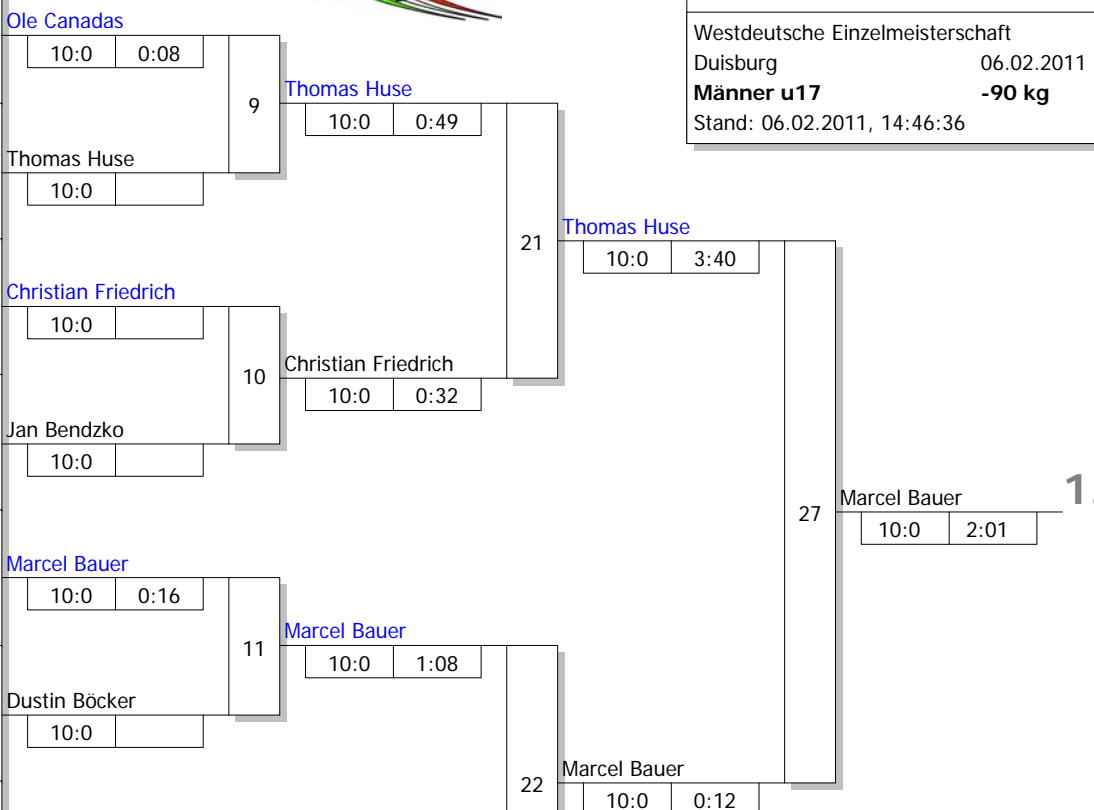 Westdeutsche Einzelmeisterschaft
Duisburg 06.02.2011
Männer u17 -90 kg
Stand: 06.02.2011, 14:46:36
Ole Canadas
10:0 0:08
9
Thomas Huse
10:0
Thomas Huse
10:0 0:49
Christian Friedrich
10:0
10
Jan Bendzko
10:0
Christian Friedrich
10:0 0:32
21
Thomas Huse
10:0 3:40
Marcel Bauer
10:0 0:16
11
Dustin Böcker
10:0
Marcel Bauer
10:0 1:08
22
Marcel Bauer
10:0 0:12
27
Marcel Bauer
10:0 2:01
1.